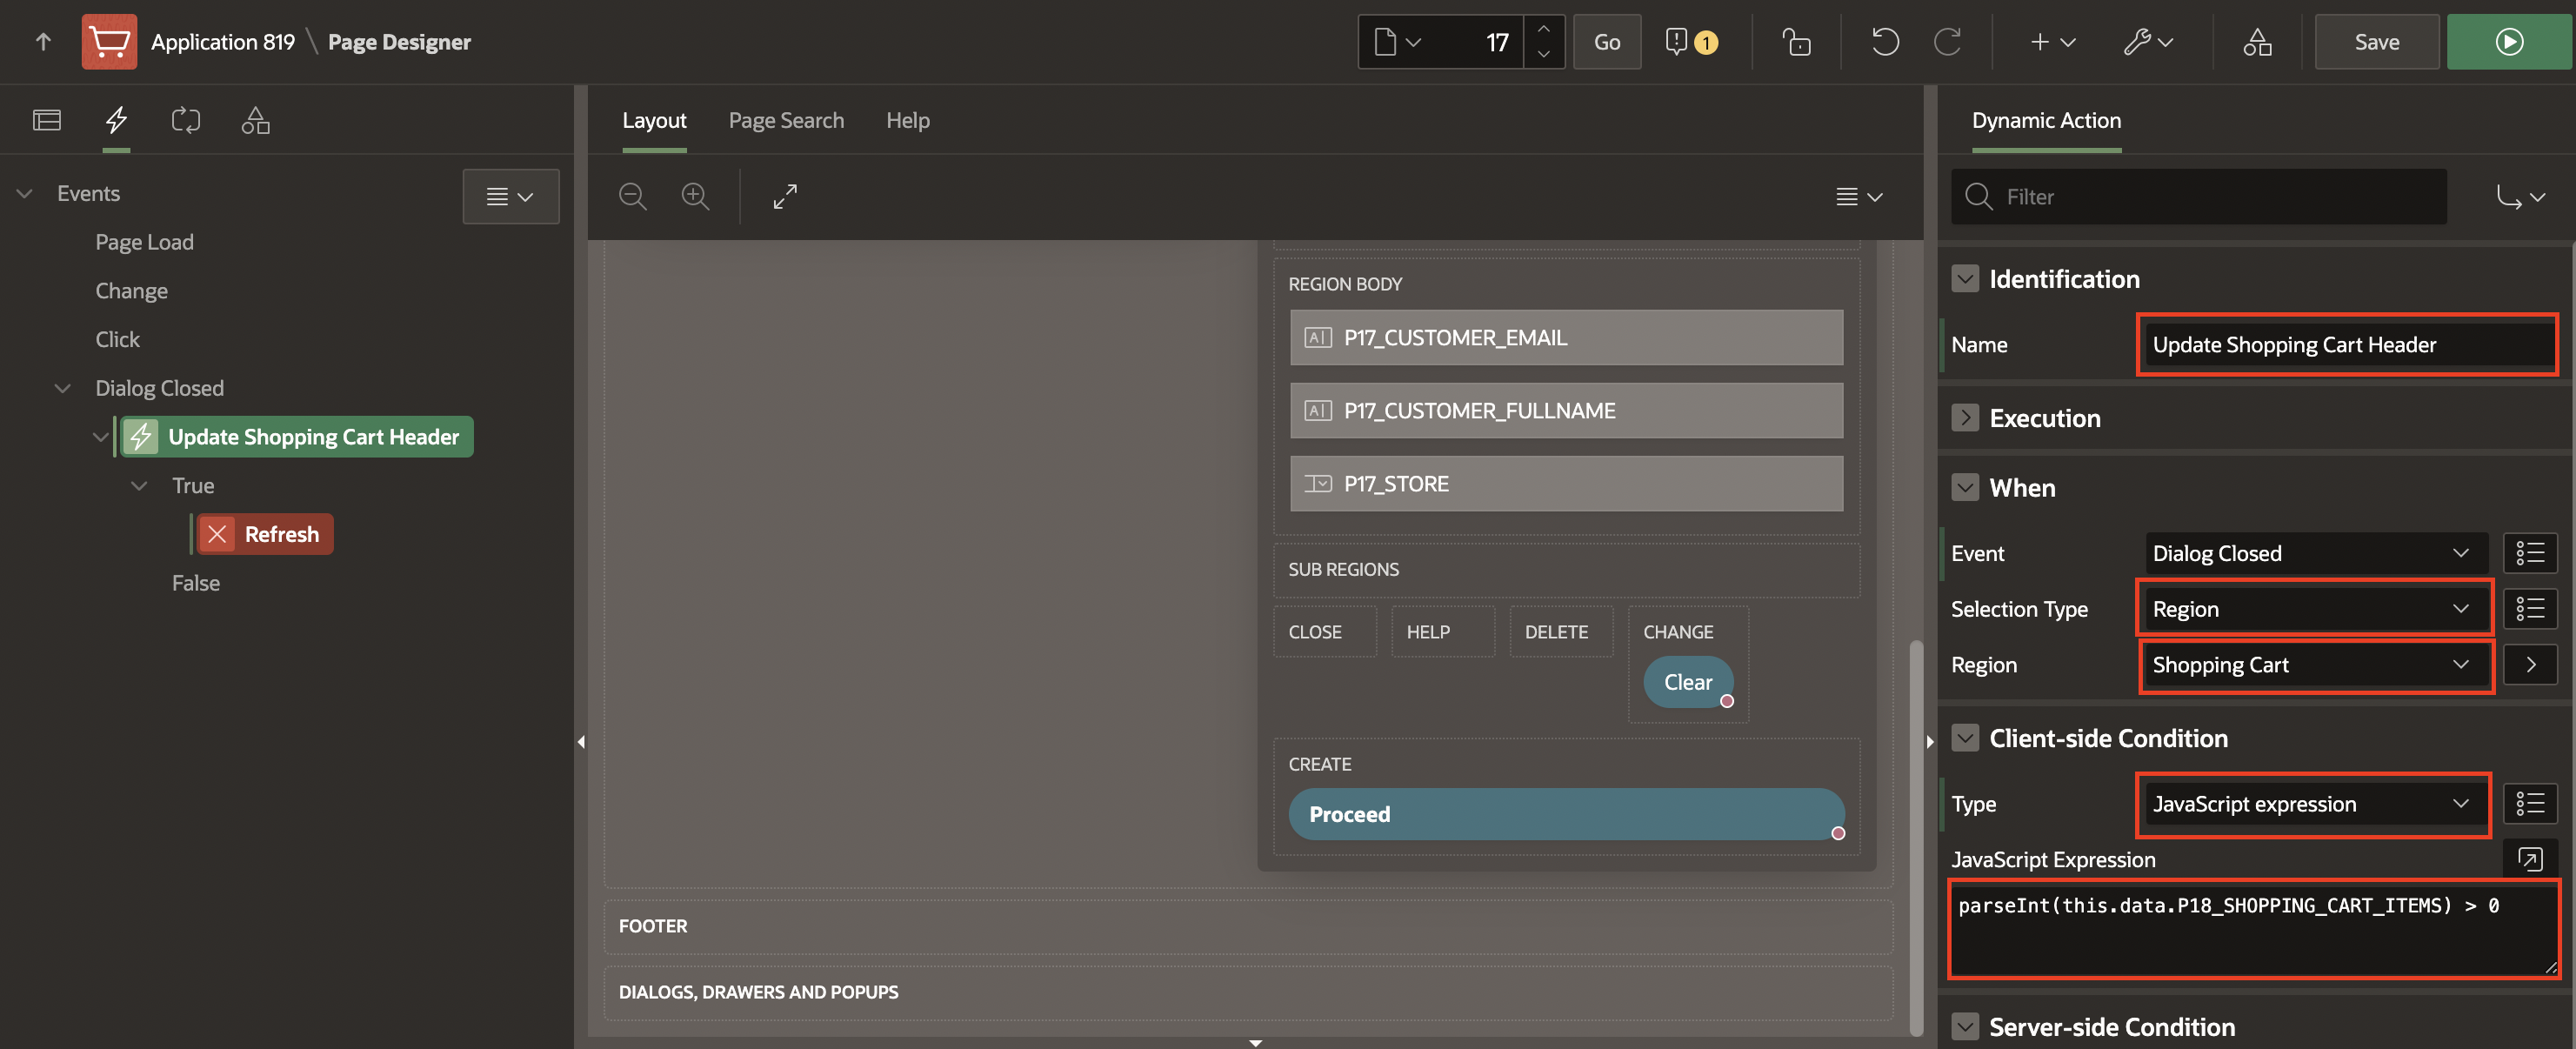 Application 819 \ Page Designer
17
Go
1
Save
Events
Page Load
Change
Click
Dialog Closed
Update Shopping Cart Header
True
Refresh
False
Layout
Page Search
Help
REGION BODY
P17_CUSTOMER_EMAIL
P17_CUSTOMER_FULLNAME
P17_STORE
SUB REGIONS
CLOSE
HELP
DELETE
CHANGE
Clear
CREATE
Proceed
FOOTER
DIALOGS, DRAWERS AND POPUPS
Dynamic Action
Filter
Identification
Name
Update Shopping Cart Header
Execution
When
Event
Dialog Closed
Selection Type
Region
Region
Shopping Cart
Client-side Condition
Type
JavaScript expression
JavaScript Expression
parseInt(this.data.P18_SHOPPING_CART_ITEMS) > 0
Server-side Condition